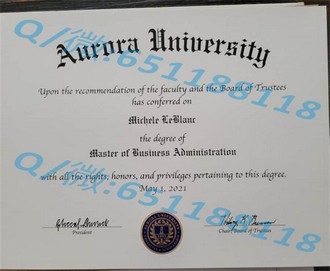 Aurora University
Upon the recommendation of the faculty and the Board of Trustees
has conferred on
Michele LeBlanc
the degree of
Master of Business Administration
with all the rights, honors, and privileges pertaining to this degree.
May 1, 2021
President
Chair, Board of Trustees
Q/微:651188118
Q/微:651188118